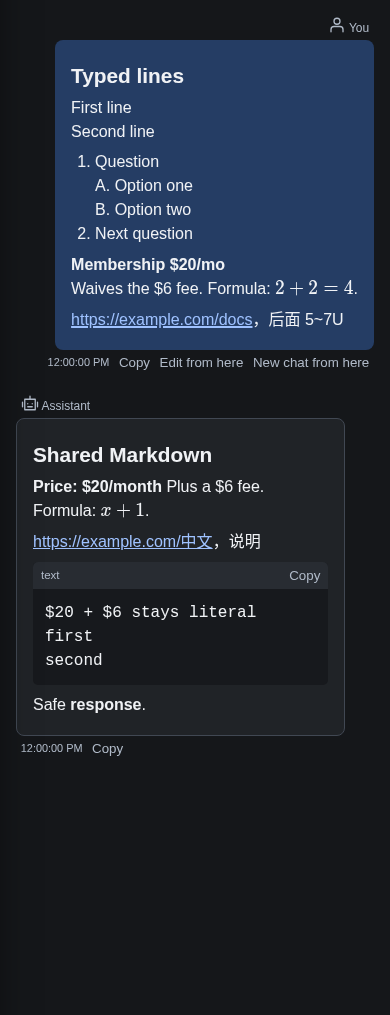 You
Typed lines
First line
Second line
1. Question
A. Option one
B. Option two
2. Next question
Membership $20/mo
Waives the $6 fee. Formula: 2 + 2 = 4.
https://example.com/docs，后面 5~7U
12:00:00 PM Copy Edit from here New chat from here
Assistant
Shared Markdown
Price: $20/month Plus a $6 fee.
Formula: x + 1.
https://example.com/中文，说明
text Copy
$20 + $6 stays literal
first
second
Safe response.
12:00:00 PM Copy